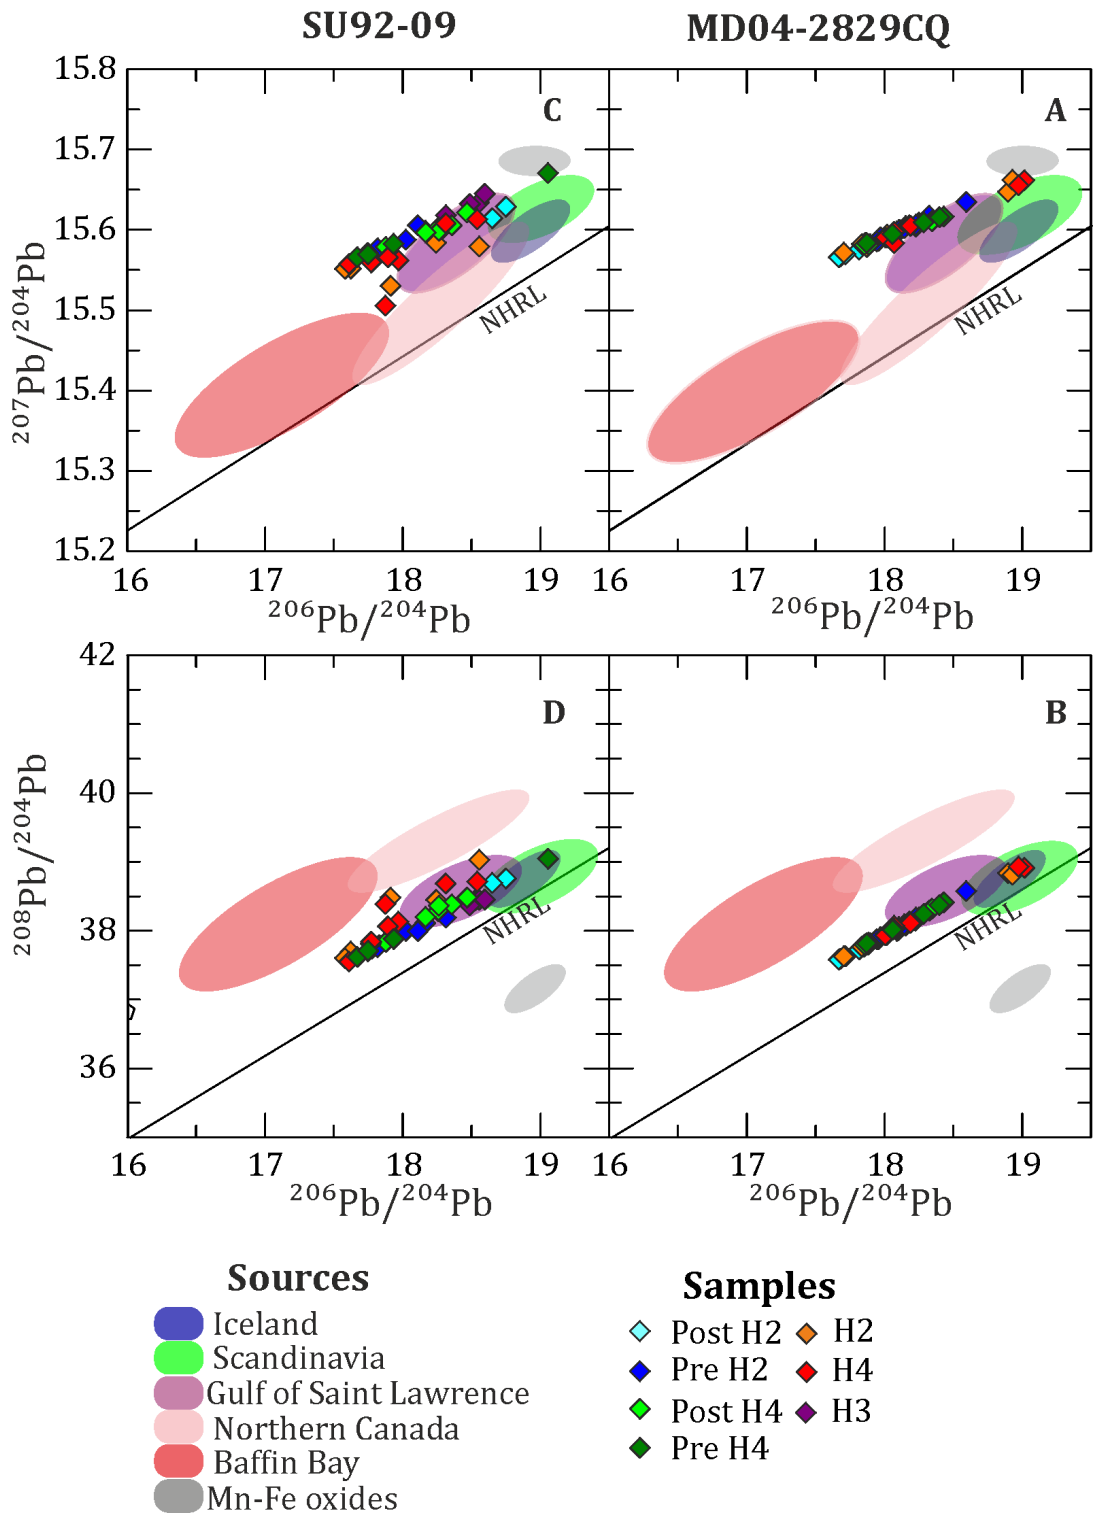 SU92-09 MD04-2829CQ
15.8
C A
15.7
15.6
15.5
NHRL NHRL
15.4
15.3
15.2
207Pb/204Pb
16 17 18 19 16 17 18 19
206Pb/204Pb 206Pb/204Pb
42
D B
40
38
NHRL NHRL
36
208Pb/204Pb
16 17 18 19 16 17 18 19
206Pb/204Pb 206Pb/204Pb
Sources
Iceland
Scandinavia
Gulf of Saint Lawrence
Northern Canada
Baffin Bay
Mn-Fe oxides
Samples
Post H2 H2
Pre H2 H4
Post H4 H3
Pre H4